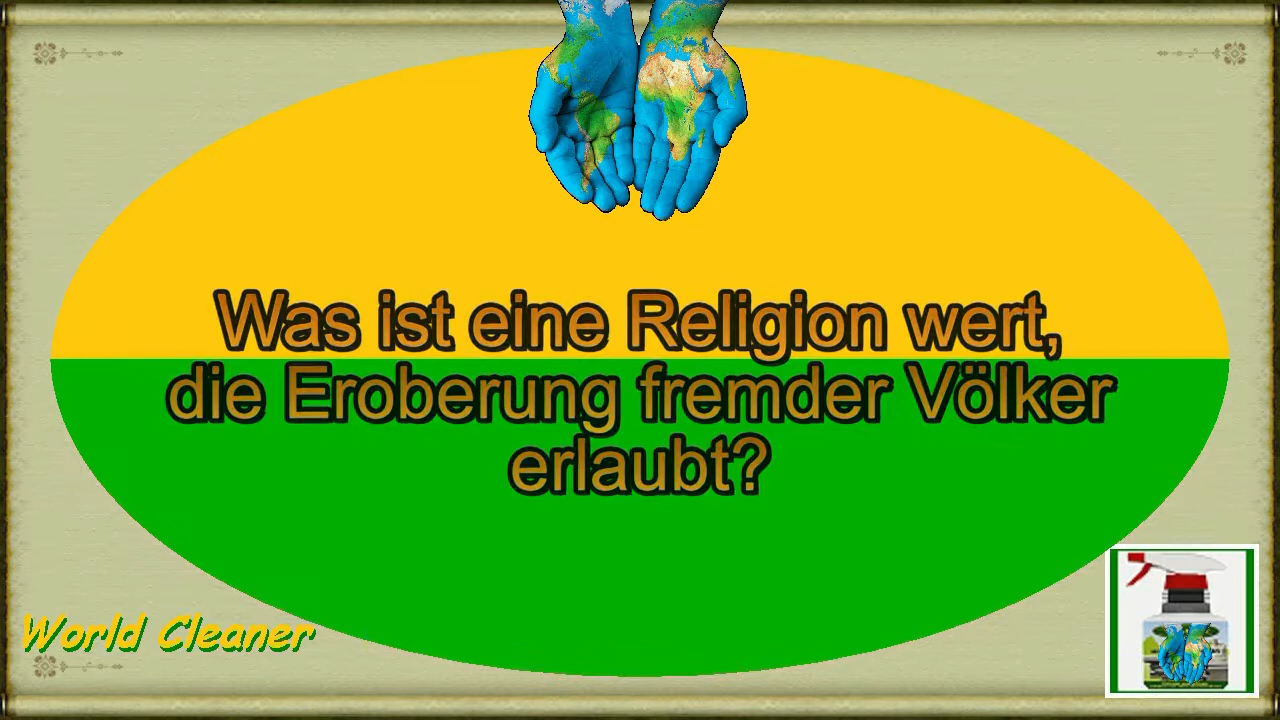 Was ist eine Religion wert,
die Eroberung fremder Völker
erlaubt?
World Cleaner